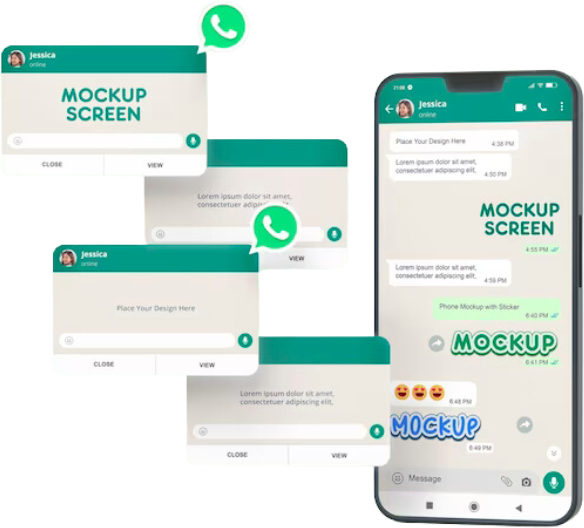 Jessica
online
MOCKUP
SCREEN
CLOSE
VIEW
Lorem ipsum dolor sit amet,
consectetuer adipiscing elit,
VIEW
Jessica
online
Place Your Design Here
CLOSE
VIEW
Lorem ipsum dolor sit amet,
consectetuer adipiscing elit,
CLOSE
VIEW
21:08
Jessica
online
Place Your Design Here
4:38 PM
Lorem ipsum dolor sit amet,
consectetuer adipiscing elit,
4:50 PM
MOCKUP
SCREEN
4:55 PM
Lorem ipsum dolor sit amet,
consectetuer adipiscing elit,
4:59 PM
Phone Mockup with Sticker
6:40 PM
MOCKUP
6:41 PM
6:48 PM
MOCKUP
6:49 PM
Message